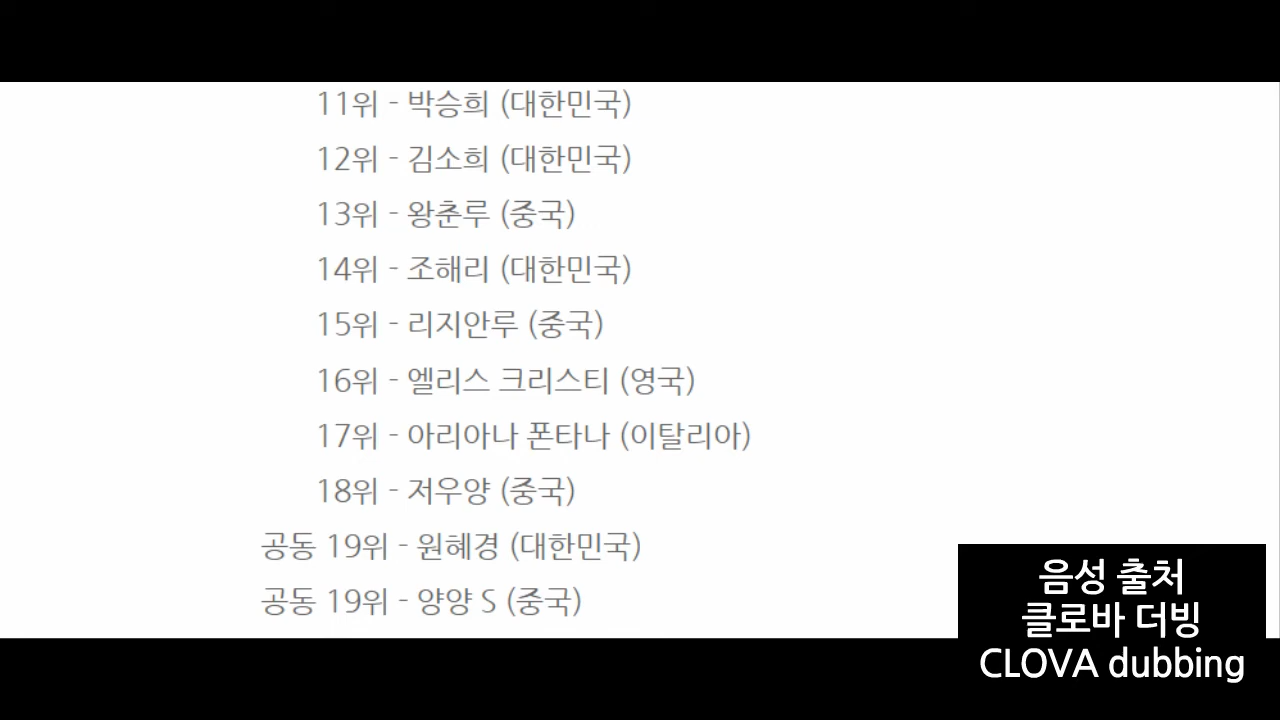 11위 - 박승희 (대한민국)
12위 - 김소희 (대한민국)
13위 - 왕춘루 (중국)
14위 - 조해리 (대한민국)
15위 - 리지안루 (중국)
16위 - 엘리스 크리스티 (영국)
17위 - 아리아나 폰타나 (이탈리아)
18위 - 저우양 (중국)
공동 19위 - 원혜경 (대한민국)
공동 19위 - 양양 S (중국)
음성 출처
클로바 더빙
CLOVA dubbing